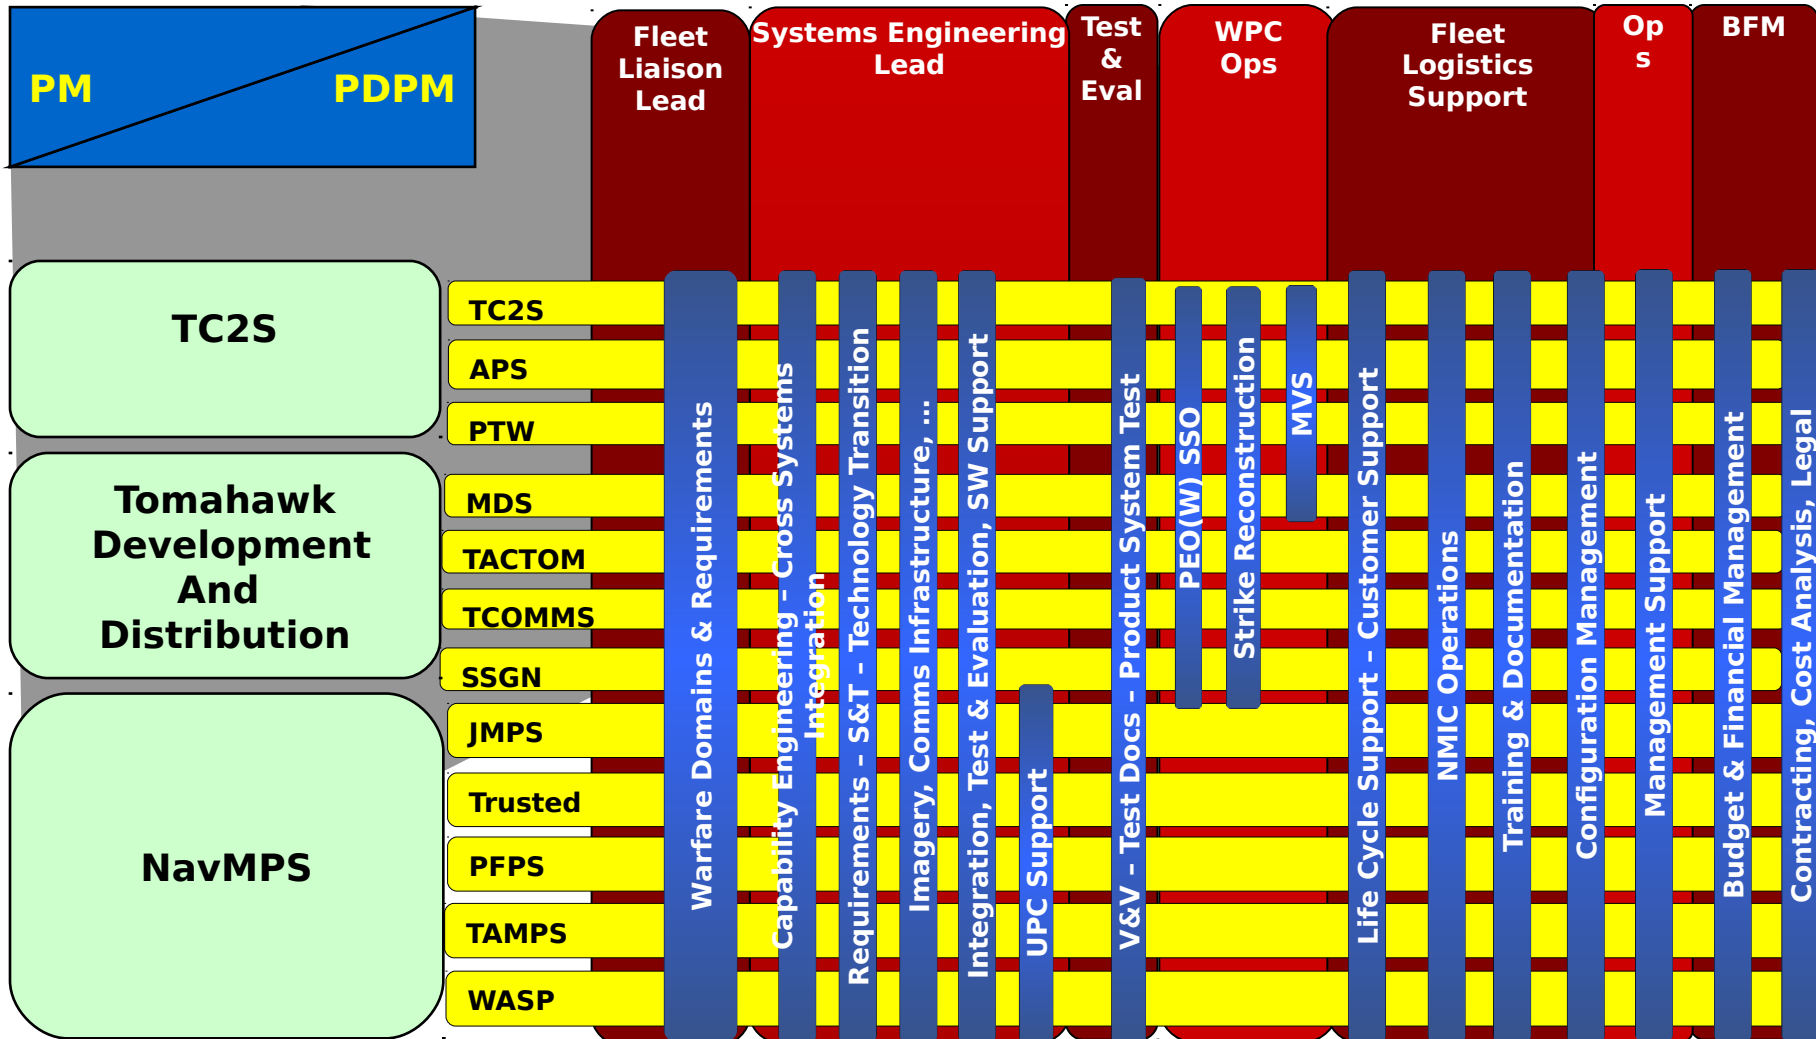 PM
PDPM
Fleet
Liaison
Lead
Systems Engineering
Lead
Test
&
Eval
WPC
Ops
Fleet
Logistics
Support
Op
s
BFM
TC2S
Tomahawk
Development
And
Distribution
NavMPS
TC2S
APS
PTW
MDS
TACTOM
TCOMMS
SSGN
JMPS
Trusted
PFPS
TAMPS
WASP
Warfare Domains & Requirements
Capability Engineering – Cross Systems
Integration
Requirements – S&T – Technology Transition
Imagery, Comms Infrastructure, …
Integration, Test & Evaluation, SW Support
UPC Support
V&V – Test Docs – Product System Test
PEO(W) SSO
Strike Reconstruction
MVS
Life Cycle Support – Customer Support
NMIC Operations
Training & Documentation
Configuration Management
Management Support
Budget & Financial Management
Contracting, Cost Analysis, Legal